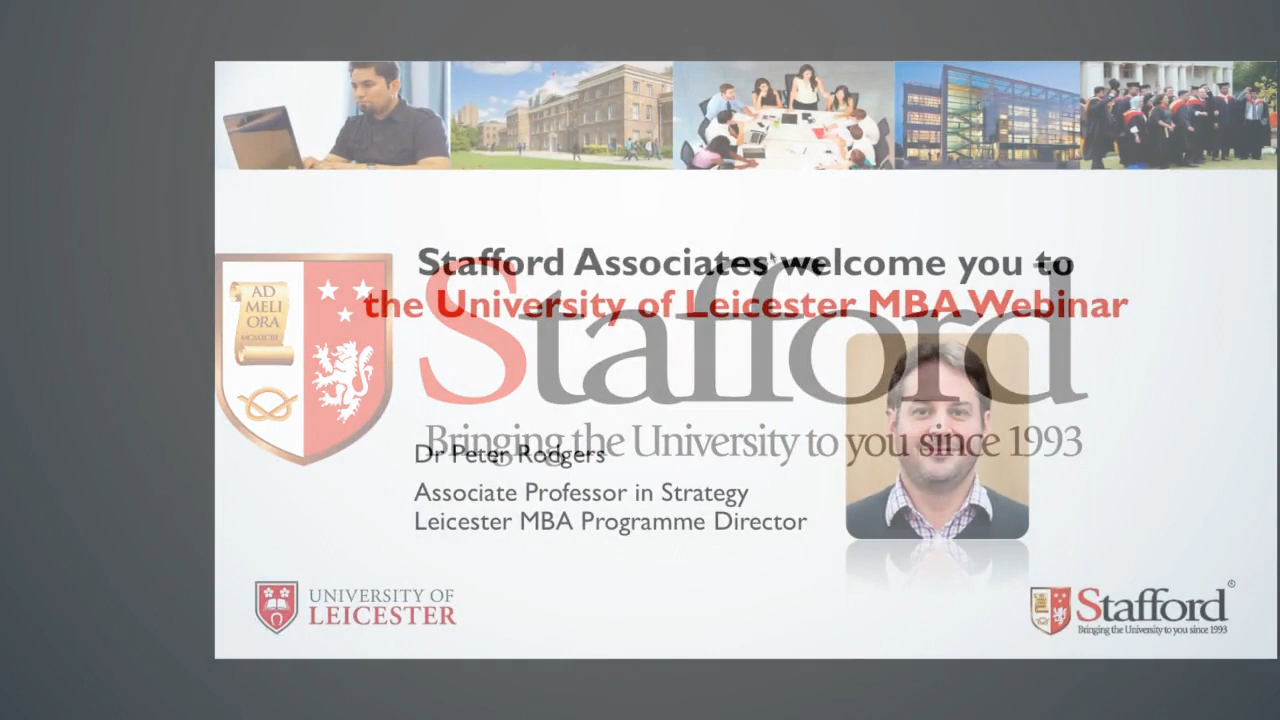 Stafford Associates welcome you to
the University of Leicester MBA Webinar
AD
MELI
ORA
MCMXCIII
Stafford
Bringing the University to you since 1993
Dr Peter Rodgers
Associate Professor in Strategy
Leicester MBA Programme Director
UNIVERSITY OF
LEICESTER
Stafford
Bringing the University to you since 1993